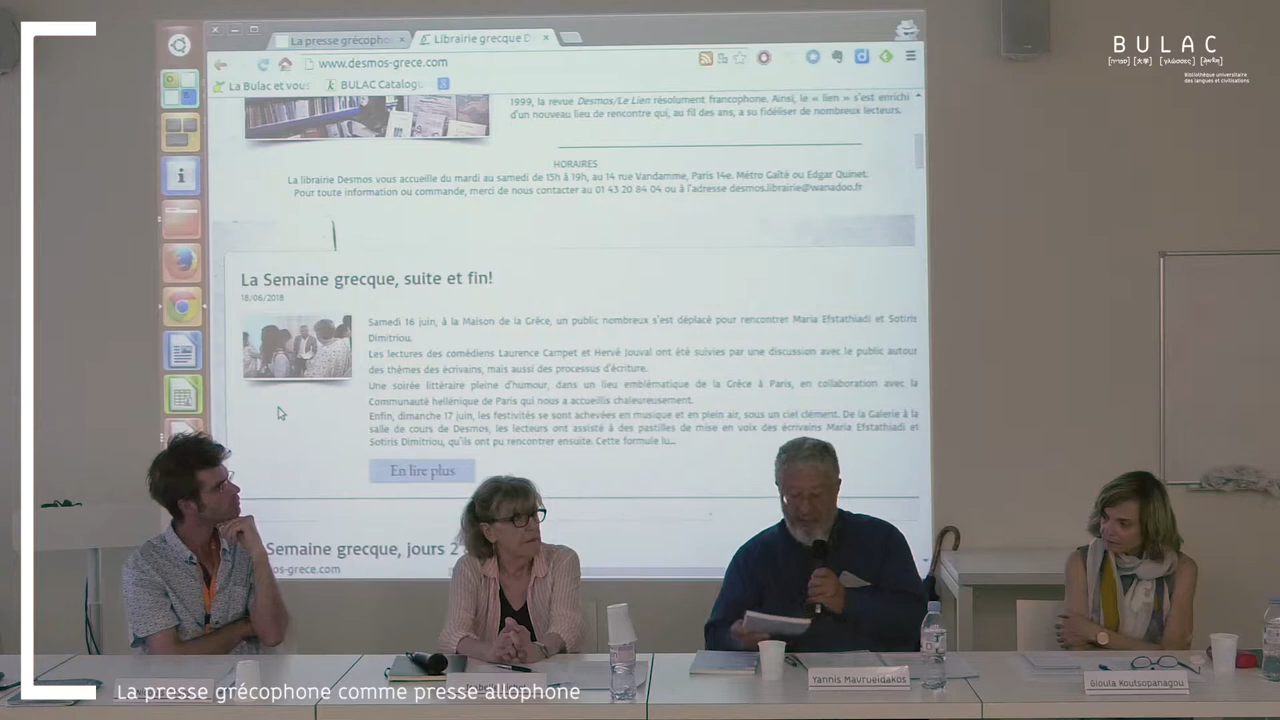 BULAC
Bibliothèque universitaire
des langues et civilisations
La presse grécopho
Librairie grecque D
www.desmos-grece.com
La Bulac et vou
BULAC Catalog
1999, la revue Desmos/Le Lien résolument francophone. Ainsi, le « lien » s'est enrichi
d'un nouveau lieu de rencontre qui, au fil des ans, a su fidéliser de nombreux lecteurs.
HORAIRES
La librairie Desmos vous accueille du mardi au samedi de 15h à 19h, au 14 rue Vandamme, Paris 14e. Métro Gaîté ou Edgar Quinet.
Pour toute information ou commande, merci de nous contacter au 01 43 20 84 04 ou à l'adresse desmos.librairie@wanadoo.fr
La Semaine grecque, suite et fin!
18/06/2018
Samedi 16 juin, à la Maison de la Grèce, un public nombreux s'est déplacé pour rencontrer Maria Efstathiadi et Sotiris
Dimitriou.
Les lectures des comédiens Laurence Campet et Hervé Jouval ont été suivies par une discussion avec le public autour
des thèmes des écrivains, mais aussi des processus d'écriture.
Une soirée littéraire pleine d'humour, dans un lieu emblématique de la Grèce à Paris, en collaboration avec la
Communauté hellénique de Paris qui nous a accueillis chaleureusement.
Enfin, dimanche 17 juin, les festivités se sont achevées en musique et en plein air, sous un ciel clément. De la Galerie à la
salle de cours de Desmos, les lecteurs ont assisté à des pastilles de mise en voix des écrivains Maria Efstathiadi et
Sotiris Dimitriou, qu'ils ont pu rencontrer ensuite. Cette formule lu...
En lire plus
Semaine grecque, jours 2
os-grece.com
Yannis Mavrueidakos
Gioula Koutsopanagou
La presse grécophone comme presse allophone